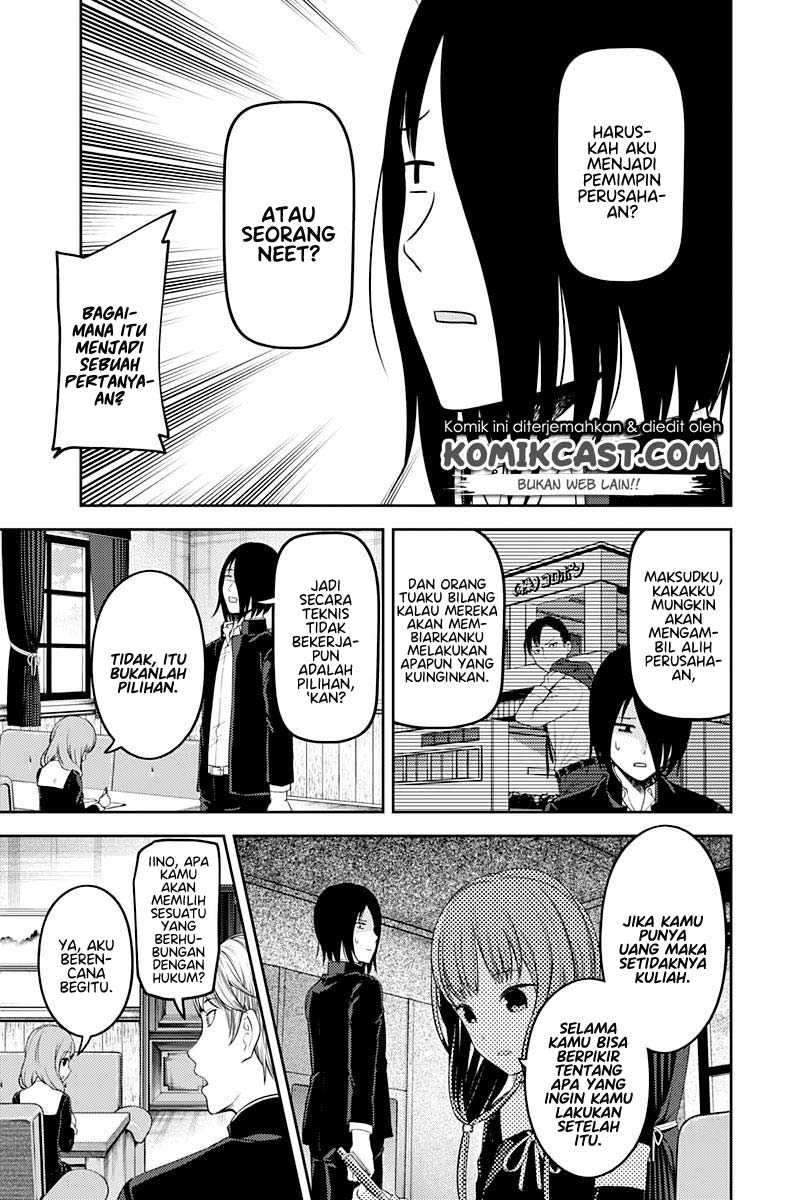 HARUS-
KAH AKU
MENJADI
PEMIMPIN
PERUSAHA-
AN?
ATAU
SEORANG
NEET?
BAGAI-
MANA ITU
MENJADI
SEBUAH
PERTANYA-
AN?
Komik ini diterjemahkan & diedit oleh
KOMIKCAST.COM
BUKAN WEB LAIN!!
MAKSUDKU,
KAKAKKU
MUNGKIN
AKAN
MENGAM-
BIL ALIH
PERUSAHA-
AN,
DAN ORANG
TUAKU BILANG
KALAU MEREKA
AKAN MEM-
BIARKANKU
MELAKUKAN
APAPUN YANG
KUINGINKAN.
JADI
SECARA
TEKNIS
TIDAK
BEKERJA-
PUN
ADALAH
PILIHAN,
'KAN?
TIDAK, ITU
BUKANLAH
PILIHAN.
JIKA KAMU
PUNYA
UANG MAKA
SETIDAKNYA
KULIAH.
SELAMA
KAMU BISA
BERPIKIR
TENTANG
APA YANG
INGIN KAMU
LAKUKAN
SETELAH
ITU.
IINO, APA
KAMU
AKAN
MEMILIH
SESUATU
YANG
BERHU-
BUNGAN
DENGAN
HUKUM?
YA, AKU
BEREN-
CANA
BEGITU.